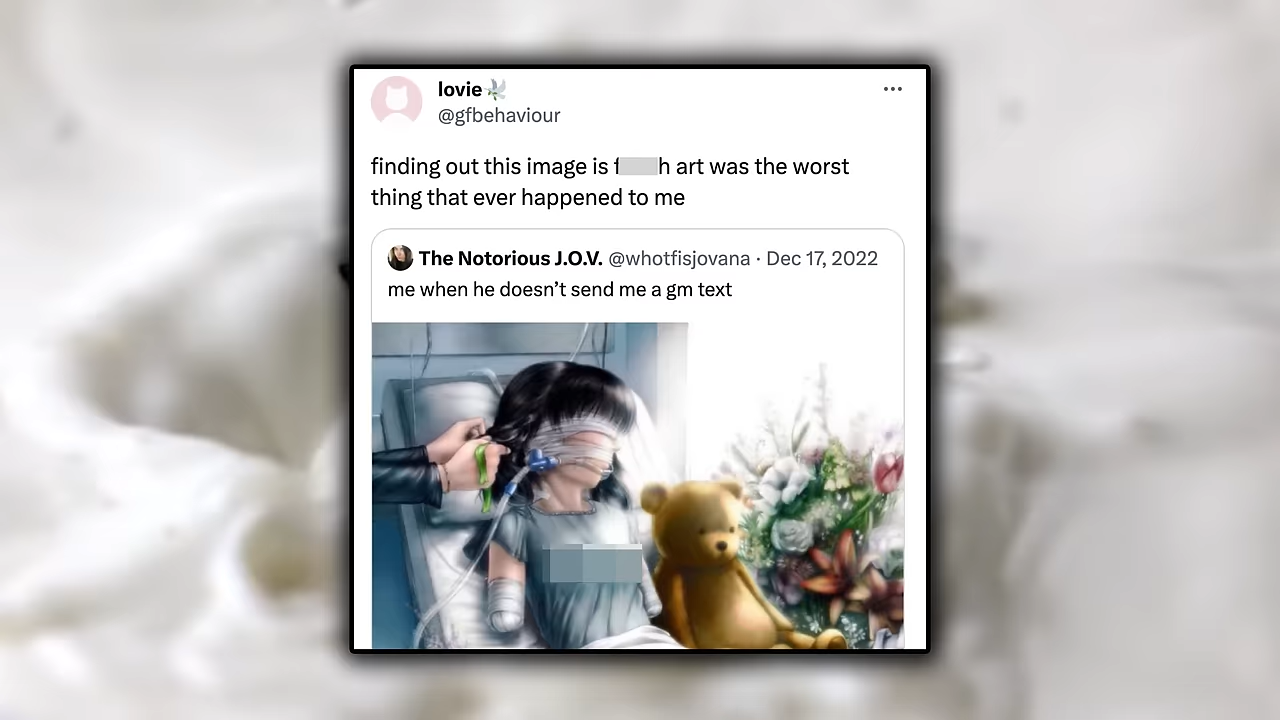 lovie🕊️
@gfbehaviour
finding out this image is f h art was the worst
thing that ever happened to me
The Notorious J.O.V. @whotfisjovana · Dec 17, 2022
me when he doesn’t send me a gm text